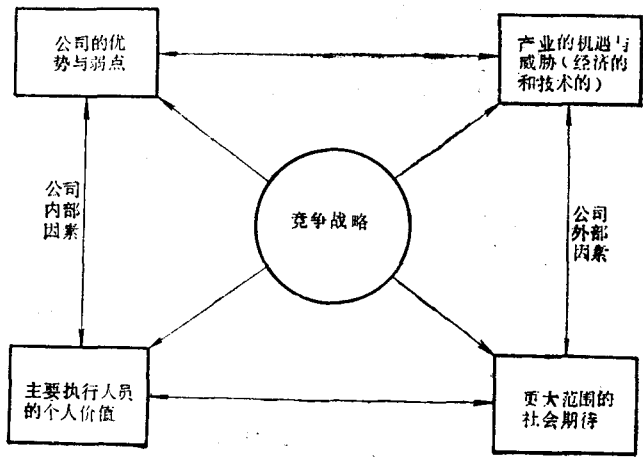 公司的优
势与弱点
产业的机遇与
威胁(经济的
和技术的)
公司
内部
因素
竞争战略
公司
外部
因素
主要执行人员
的个人价值
更大范围的
社会期待